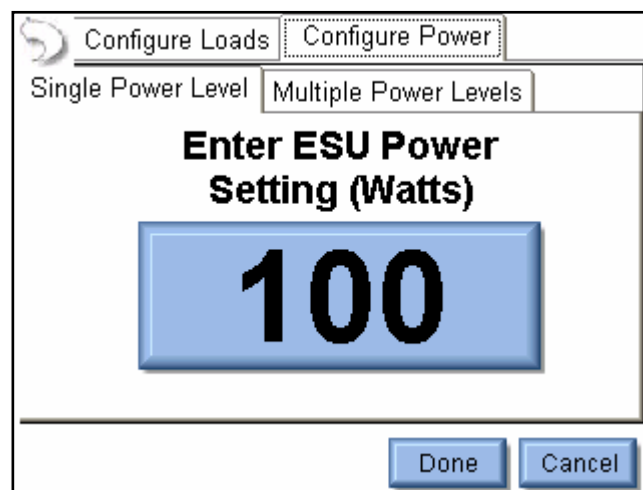 Configure Loads Configure Power
Single Power Level Multiple Power Levels
Enter ESU Power
Setting (Watts)
100
Done Cancel